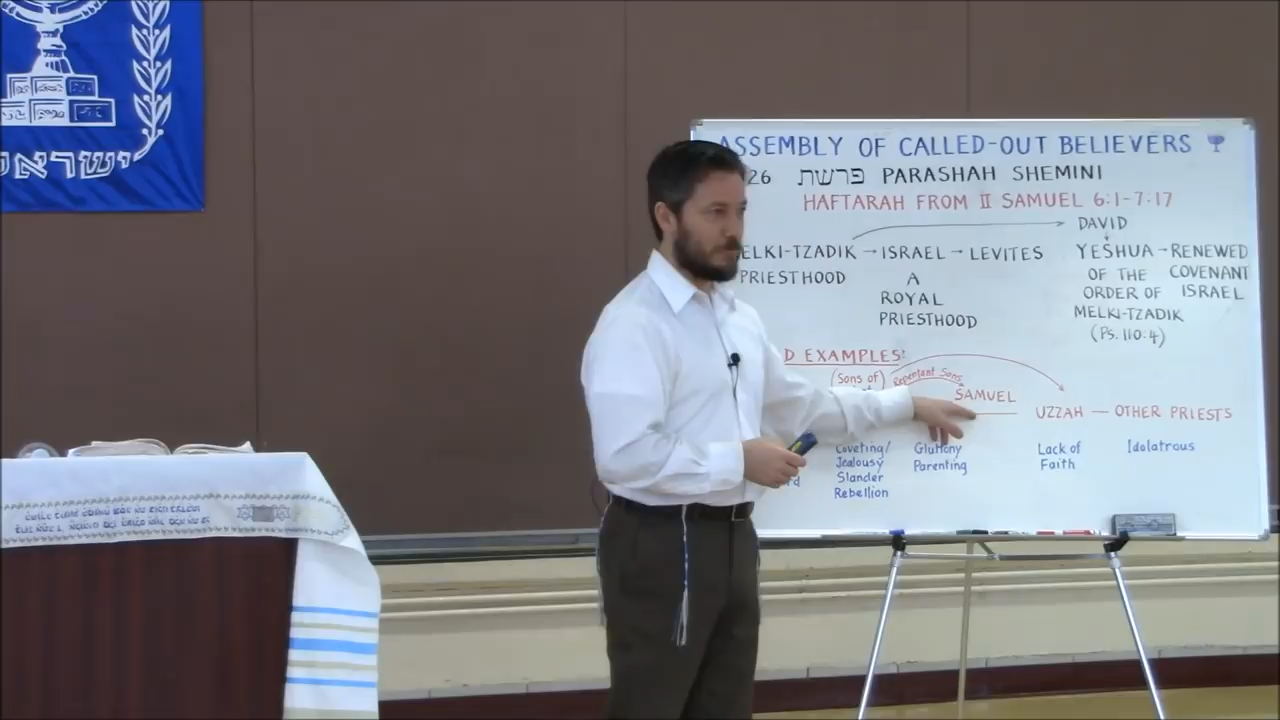 ישראל
ASSEMBLY OF CALLED-OUT BELIEVERS
26 פרשת PARASHAH SHEMINI
HAFTARAH FROM II SAMUEL 6:1-7:17
DAVID
ELKI-TZADIK → ISRAEL → LEVITES YESHUA → RENEWED
PRIESTHOOD A OF THE COVENANT
ROYAL ORDER OF ISRAEL
PRIESTHOOD MELKI-TZADIK
(PS. 110:4)
D EXAMPLES:
(Sons of Repentant Sons
SAMUEL
UZZAH — OTHER PRIESTS
Coveting/ Gluttony Lack of Idolatrous
Jealousy Parenting Faith
Slander
rd Rebellion